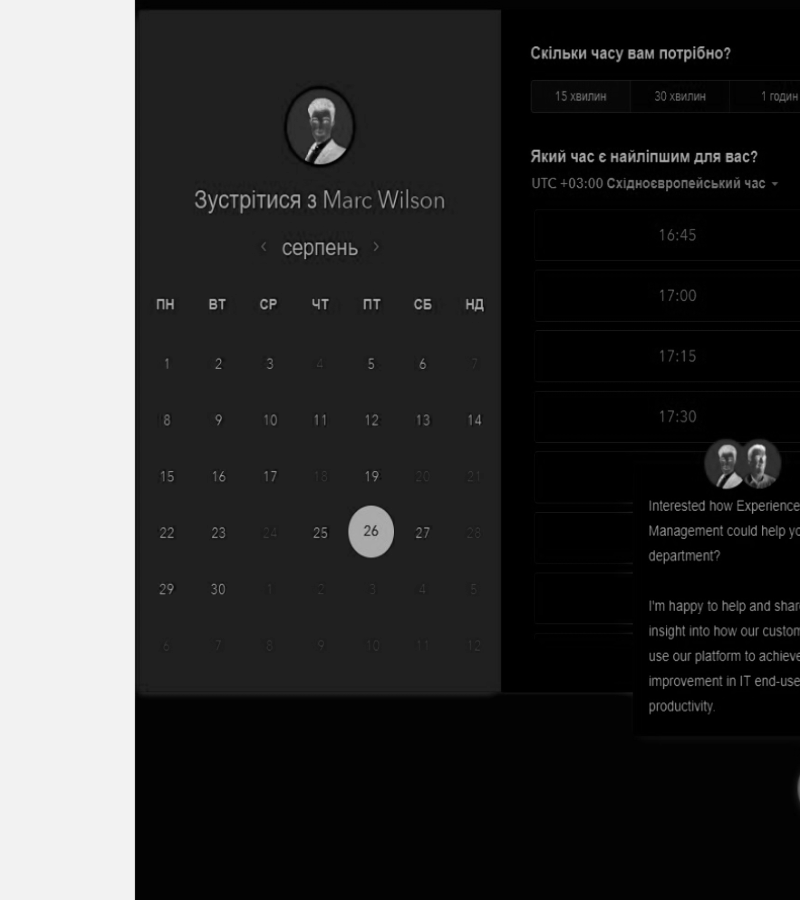 Зустрітися з Marc Wilson
‹ серпень ›
ПН ВТ СР ЧТ ПТ СБ НД
1 2 3 4 5 6 7
8 9 10 11 12 13 14
15 16 17 18 19 20 21
22 23 24 25 26 27 28
29 30 1 2 3 4 5
6 7 8 9 10 11 12
Скільки часу вам потрібно?
15 хвилин 30 хвилин 1 годин
Який час є найліпшим для вас?
UTC +03:00 Східноєвропейський час
16:45
17:00
17:15
17:30
Interested how Experience
Management could help yo
department?
I'm happy to help and shar
insight into how our custom
use our platform to achieve
improvement in IT end-use
productivity.